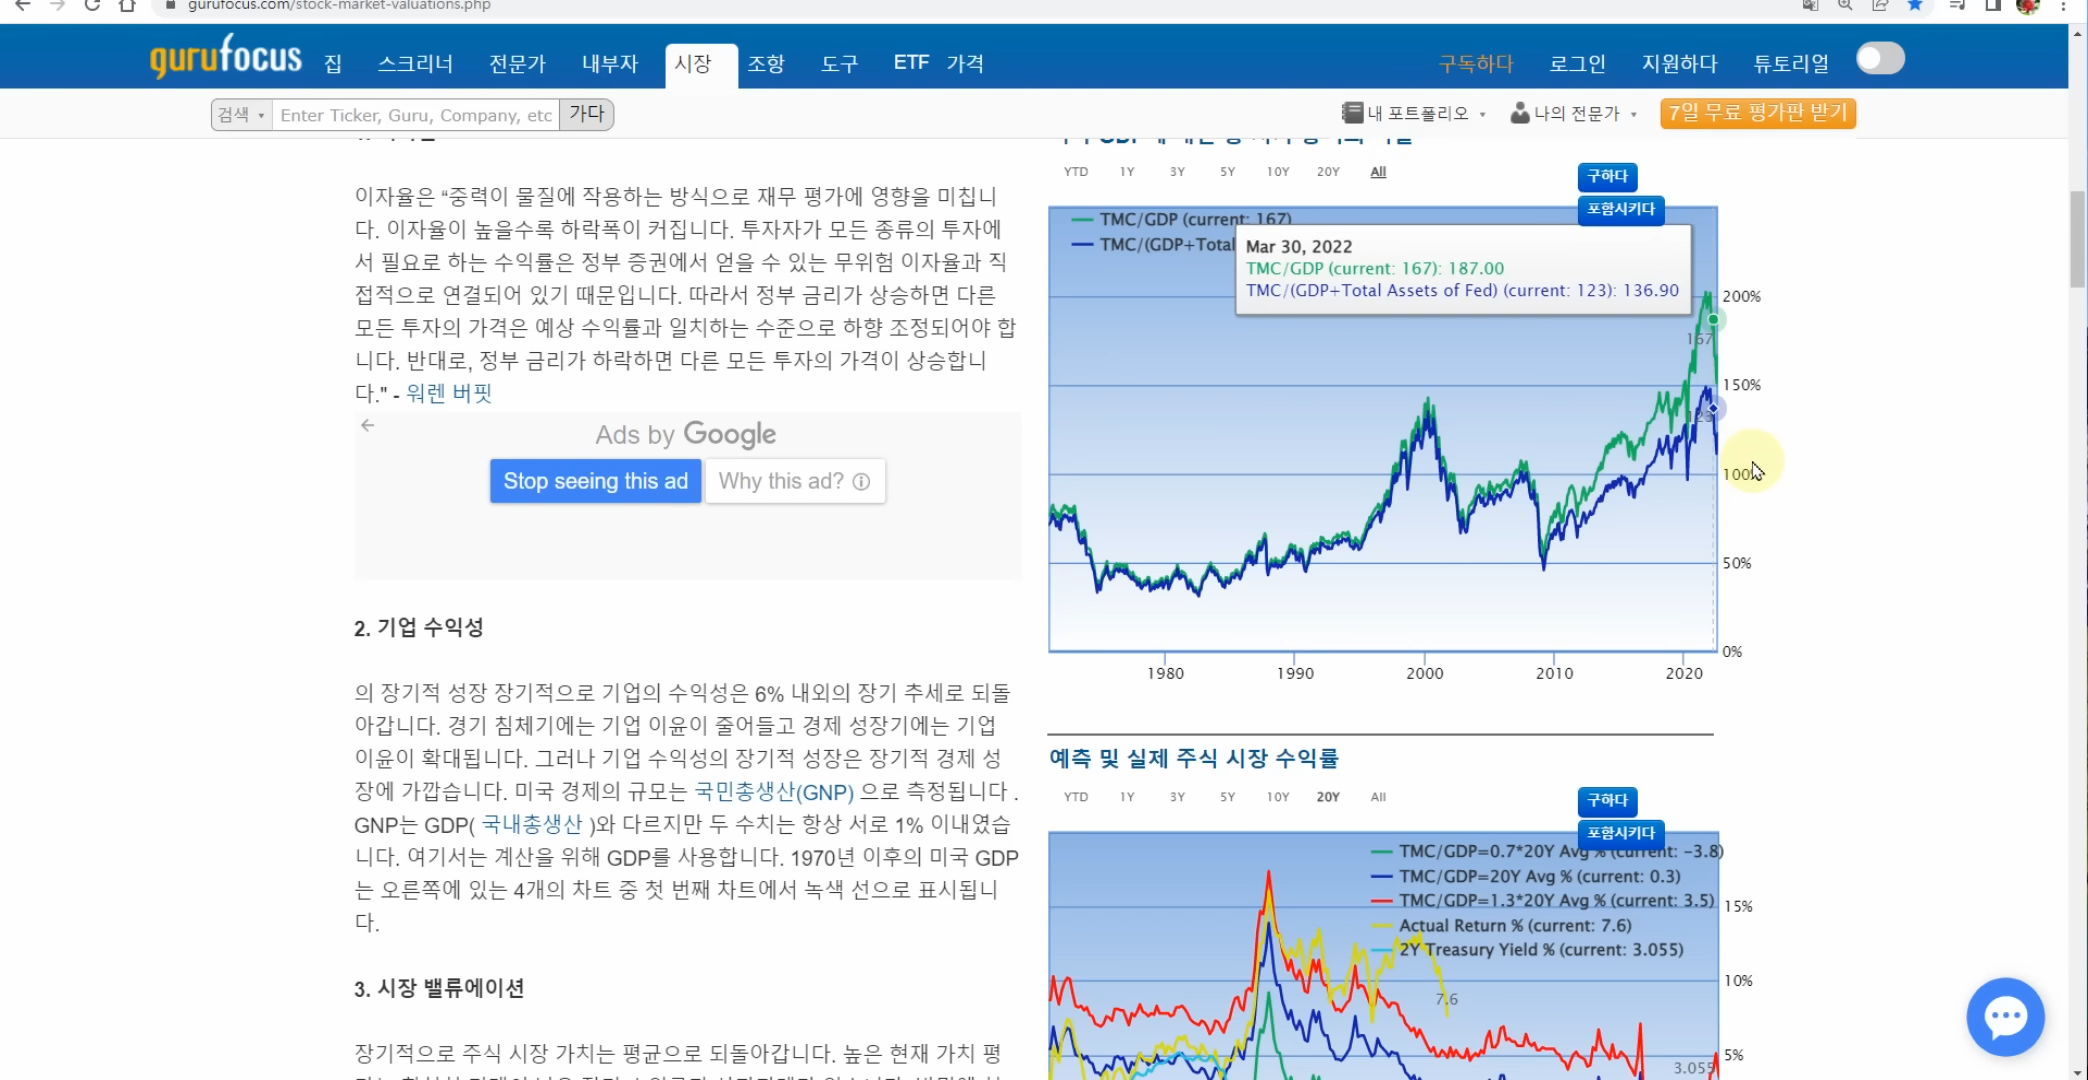 gurufocus.com/stock-market-valuations.php
gurufocus
집
스크리너
전문가
내부자
시장
조항
도구
ETF
가격
구독하다
로그인
지원하다
튜토리얼
검색
Enter Ticker, Guru, Company, etc
가다
내 포트폴리오
나의 전문가
7일 무료 평가판 받기
이자율은 “중력이 물질에 작용하는 방식으로 재무 평가에 영향을 미칩니
다. 이자율이 높을수록 하락폭이 커집니다. 투자자가 모든 종류의 투자에
서 필요로 하는 수익률은 정부 증권에서 얻을 수 있는 무위험 이자율과 직
접적으로 연결되어 있기 때문입니다. 따라서 정부 금리가 상승하면 다른
모든 투자의 가격은 예상 수익률과 일치하는 수준으로 하향 조정되어야 합
니다. 반대로, 정부 금리가 하락하면 다른 모든 투자의 가격이 상승합니
다." - 워렌 버핏
Ads by Google
Stop seeing this ad
Why this ad?
2. 기업 수익성
의 장기적 성장 장기적으로 기업의 수익성은 6% 내외의 장기 추세로 되돌
아갑니다. 경기 침체기에는 기업 이윤이 줄어들고 경제 성장기에는 기업
이윤이 확대됩니다. 그러나 기업 수익성의 장기적 성장은 장기적 경제 성
장에 가깝습니다. 미국 경제의 규모는 국민총생산(GNP) 으로 측정됩니다 .
GNP는 GDP( 국내총생산 )와 다르지만 두 수치는 항상 서로 1% 이내였습
니다. 여기서는 계산을 위해 GDP를 사용합니다. 1970년 이후의 미국 GDP
는 오른쪽에 있는 4개의 차트 중 첫 번째 차트에서 녹색 선으로 표시됩니
다.
3. 시장 밸류에이션
장기적으로 주식 시장 가치는 평균으로 되돌아갑니다. 높은 현재 가치 평
YTD 1Y 3Y 5Y 10Y 20Y All
구하다
포함시키다
TMC/GDP (current: 167)
TMC/(GDP+Total
Mar 30, 2022
TMC/GDP (current: 167): 187.00
TMC/(GDP+Total Assets of Fed) (current: 123): 136.90
200%
167
150%
123
100%
50%
0%
1980 1990 2000 2010 2020
예측 및 실제 주식 시장 수익률
YTD 1Y 3Y 5Y 10Y 20Y All
구하다
포함시키다
TMC/GDP=0.7*20Y Avg % (current: -3.8)
TMC/GDP=20Y Avg % (current: 0.3)
TMC/GDP=1.3*20Y Avg % (current: 3.5)
Actual Return % (current: 7.6)
2Y Treasury Yield % (current: 3.055)
15%
10%
7.6
5%
3.055